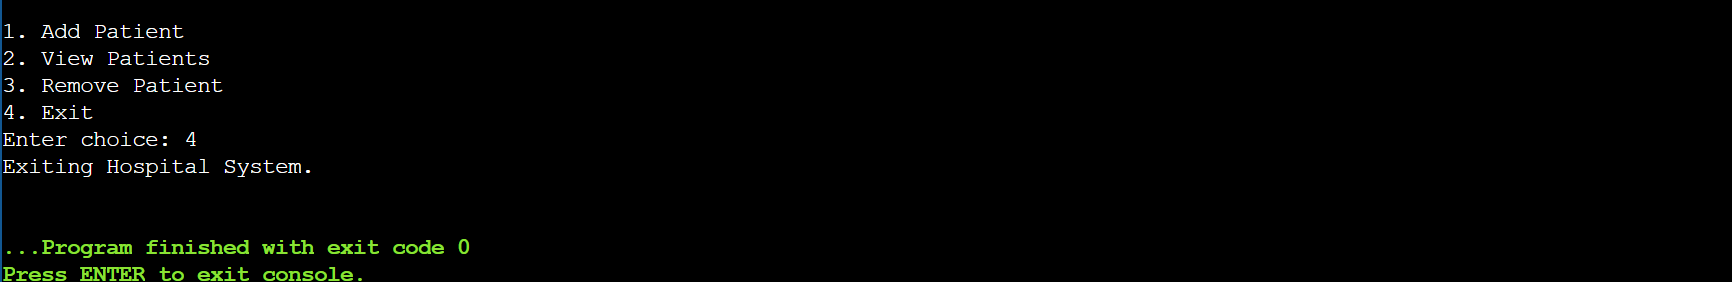 1. Add Patient
2. View Patients
3. Remove Patient
4. Exit
Enter choice: 4
Exiting Hospital System.
...Program finished with exit code 0
Press ENTER to exit console.